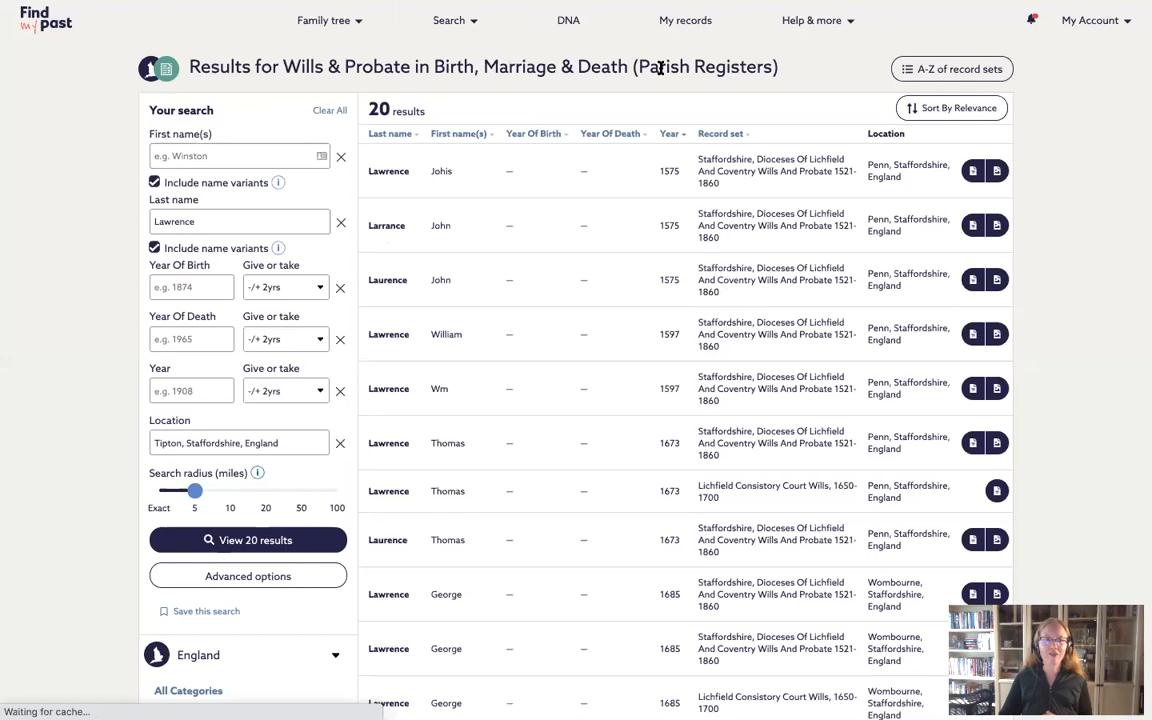 Find
my past
Family tree
Search
DNA
My records
Help & more
My Account
Results for Wills & Probate in Birth, Marriage & Death (Parish Registers)
A-Z of record sets
Your search
Clear All
First name(s)
e.g. Winston
Include name variants
Last name
Lawrence
Include name variants
Year Of Birth
Give or take
e.g. 1874
-/+ 2yrs
Year Of Death
Give or take
e.g. 1965
-/+ 2yrs
Year
Give or take
e.g. 1908
-/+ 2yrs
Location
Tipton, Staffordshire, England
Search radius (miles)
Exact 5 10 20 50 100
View 20 results
Advanced options
Save this search
England
All Categories
20 results
Sort By Relevance
Last name First name(s) Year Of Birth Year Of Death Year Record set Location
Lawrence Johis – – 1575 Staffordshire, Dioceses Of Lichfield
And Coventry Wills And Probate 1521-
1860
Penn, Staffordshire,
England
Larrance John – – 1575 Staffordshire, Dioceses Of Lichfield
And Coventry Wills And Probate 1521-
1860
Penn, Staffordshire,
England
Laurence John – – 1575 Staffordshire, Dioceses Of Lichfield
And Coventry Wills And Probate 1521-
1860
Penn, Staffordshire,
England
Lawrence William – – 1597 Staffordshire, Dioceses Of Lichfield
And Coventry Wills And Probate 1521-
1860
Penn, Staffordshire,
England
Lawrence Wm – – 1597 Staffordshire, Dioceses Of Lichfield
And Coventry Wills And Probate 1521-
1860
Penn, Staffordshire,
England
Lawrence Thomas – – 1673 Staffordshire, Dioceses Of Lichfield
And Coventry Wills And Probate 1521-
1860
Penn, Staffordshire,
England
Lawrence Thomas – – 1673 Lichfield Consistory Court Wills, 1650-
1700
Penn, Staffordshire,
England
Laurence Thomas – – 1673 Staffordshire, Dioceses Of Lichfield
And Coventry Wills And Probate 1521-
1860
Penn, Staffordshire,
England
Lawrence George – – 1685 Staffordshire, Dioceses Of Lichfield
And Coventry Wills And Probate 1521-
1860
Wombourne,
Staffordshire,
England
Lawrence George – – 1685 Staffordshire, Dioceses Of Lichfield
And Coventry Wills And Probate 1521-
1860
Wombourne,
Staffordshire,
England
Lawrence George – – 1685 Lichfield Consistory Court Wills, 1650-
1700
Wombourne,
Staffordshire,
Waiting for cache...